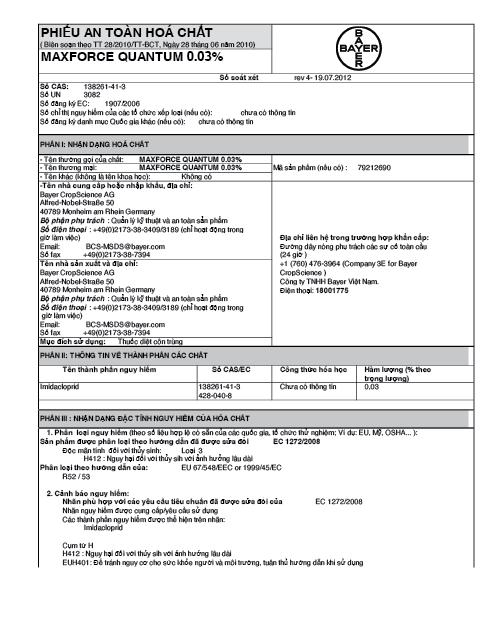 PHIẾU AN TOÀN HOÁ CHẤT
( Biên soạn theo TT 28/2010/TT-BCT, Ngày 28 tháng 06 năm 2010)
MAXFORCE QUANTUM 0.03%
BAYER
BAYER
Số soát xét rev 4- 19.07.2012
Số CAS: 138261-41-3
Số UN 3082
Số đăng ký EC: 1907/2006
Số chỉ thị nguy hiểm của các tổ chức xếp loại (nếu có): chưa có thông tin
Số đăng ký danh mục Quốc gia khác (nếu có): chưa có thông tin
PHẦN I: NHẬN DẠNG HOÁ CHẤT
- Tên thường gọi của chất: MAXFORCE QUANTUM 0.03%
- Tên thương mại: MAXFORCE QUANTUM 0.03% Mã sản phẩm (nếu có) : 79212690
- Tên khác (không là tên khoa học): Không có
-Tên nhà cung cấp hoặc nhập khẩu, địa chỉ:
Bayer CropScience AG
Alfred-Nobel-Straße 50
40789 Monheim am Rhein Germany
Bộ phận phụ trách : Quản lý kỹ thuật và an toàn sản phẩm
Số điện thoại : +49(0)2173-38-3409/3189 (chỉ hoạt động trong
giờ làm việc)
Email: BCS-MSDS@bayer.com
Số fax +49(0)2173-38-7394
Tên nhà sản xuất và địa chỉ:
Bayer CropScience AG
Alfred-Nobel-Straße 50
40789 Monheim am Rhein Germany
Bộ phận phụ trách : Quản lý kỹ thuật và an toàn sản phẩm
Số điện thoại : +49(0)2173-38-3409/3189 (chỉ hoạt động trong
giờ làm việc)
Email: BCS-MSDS@bayer.com
Số fax +49(0)2173-38-7394
Địa chỉ liên hệ trong trường hợp khẩn cấp:
Đường dây nóng phụ trách các sự cố toàn cầu
(24 giờ )
+1 (760) 476-3964 (Company 3E for Bayer
CropScience )
Công ty TNHH Bayer Việt Nam.
Điện thoại: 18001775
Mục đích sử dụng: Thuốc diệt côn trùng
PHẦN II: THÔNG TIN VỀ THÀNH PHẦN CÁC CHẤT
Tên thành phần nguy hiểm Số CAS/EC Công thức hóa học Hàm lượng (% theo
trọng lượng)
Imidacloprid 138261-41-3 Chưa có thông tin 0.03
428-040-8
PHẦN III : NHẬN DẠNG ĐẶC TÍNH NGUY HIỂM CỦA HÓA CHẤT
1. Phân loại nguy hiểm (theo số liệu hợp lệ có sẵn của các quốc gia, tổ chức thử nghiệm; Ví dụ: EU, Mỹ, OSHA... ):
Sản phẩm được phân loại theo hướng dẫn đã được sửa đổi EC 1272/2008
Độc mãn tính đối với thủy sinh: Loại 3
H412 : Nguy hại đối với thủy sih với ảnh hưởng lâu dài
Phân loại theo hướng dẫn của: EU 67/548/EEC or 1999/45/EC
R52 / 53
2. Cảnh báo nguy hiểm:
Nhãn phù hợp với các yêu cầu tiêu chuẩn đã được sửa đổi của EC 1272/2008
Nhãn nguy hiểm được cung cấp/yêu cầu sử dụng
Các thành phần nguy hiểm được thể hiện trên nhãn:
Imidacloprid
Cụm từ H
H412 : Nguy hại đối với thủy sih với ảnh hưởng lâu dài
EUH401: Để tránh nguy cơ cho sức khỏe người và môi trường, tuân thủ hướng dẫn khi sử dụng